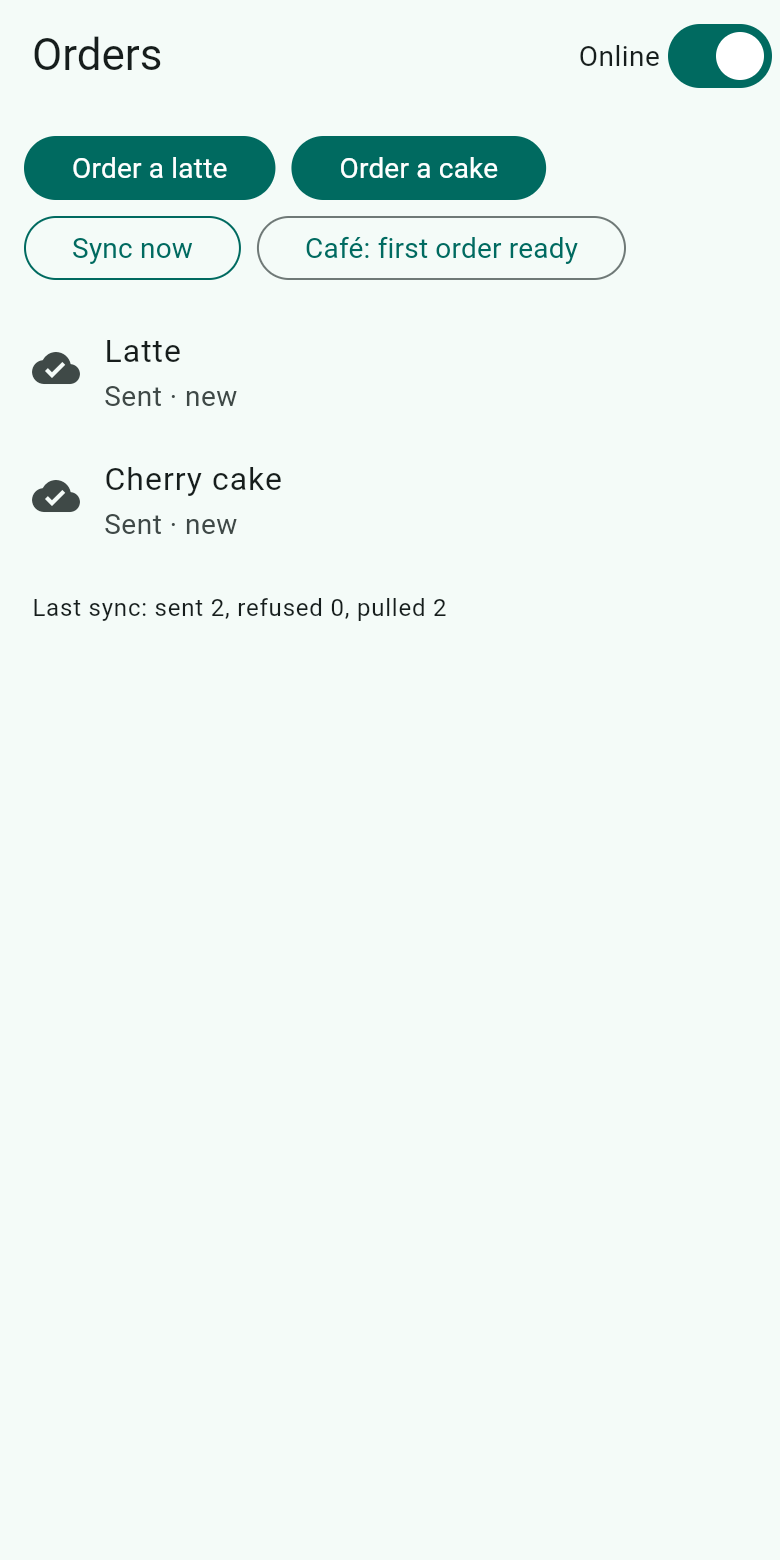 Orders
Online
Order a latte
Order a cake
Sync now
Café: first order ready
Latte
Sent · new
Cherry cake
Sent · new
Last sync: sent 2, refused 0, pulled 2